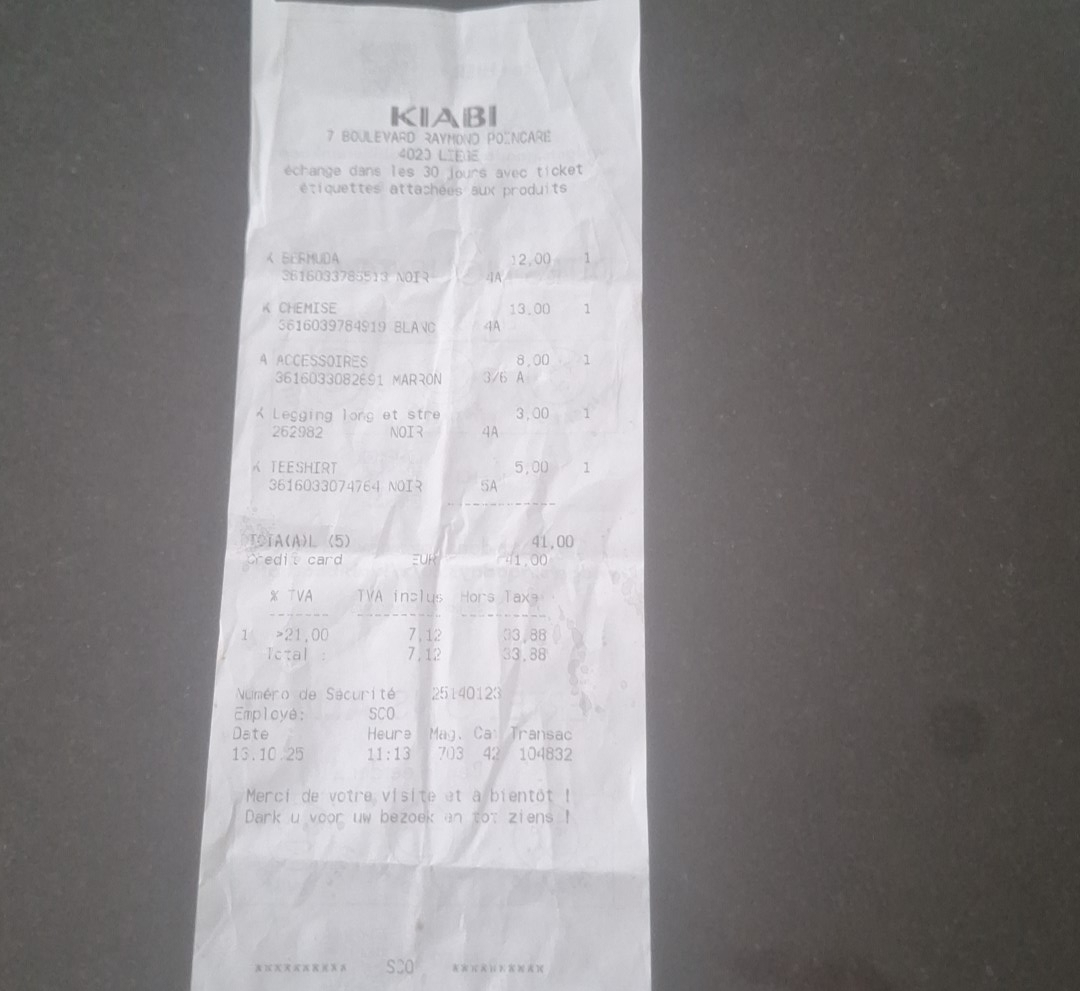 KIABI
7 BOULEVARD RAYMOND POINCARE
4020 LIEGE
échange dans les 30 jours avec ticket
étiquettes attachées aux produits
K BERMUDA 12,00 1
3616033785513 NOIR 4A
K CHEMISE 13,00 1
3616039784919 BLANC 4A
A ACCESSOIRES 8,00 1
3616033082691 MARRON 3/6 A
K Legging long et stre 3,00 1
262982 NOIR 4A
K TEESHIRT 5,00 1
3616033074764 NOIR 5A
--------------
TOTA(A)L (5) 41,00
Credit card EUR 41,00
% TVA TVA inclus Hors Taxe
------- ---------- ----------
1 >21,00 7,12 33,88
Total : 7,12 33,88
Numéro de Sécurité 25140123
Employé: SCO
Date Heure Mag. Cai Transac
13.10.25 11:13 703 42 104832
Merci de votre visite et à bientôt !
Dank u voor uw bezoek en tot ziens !
********** SCO **********